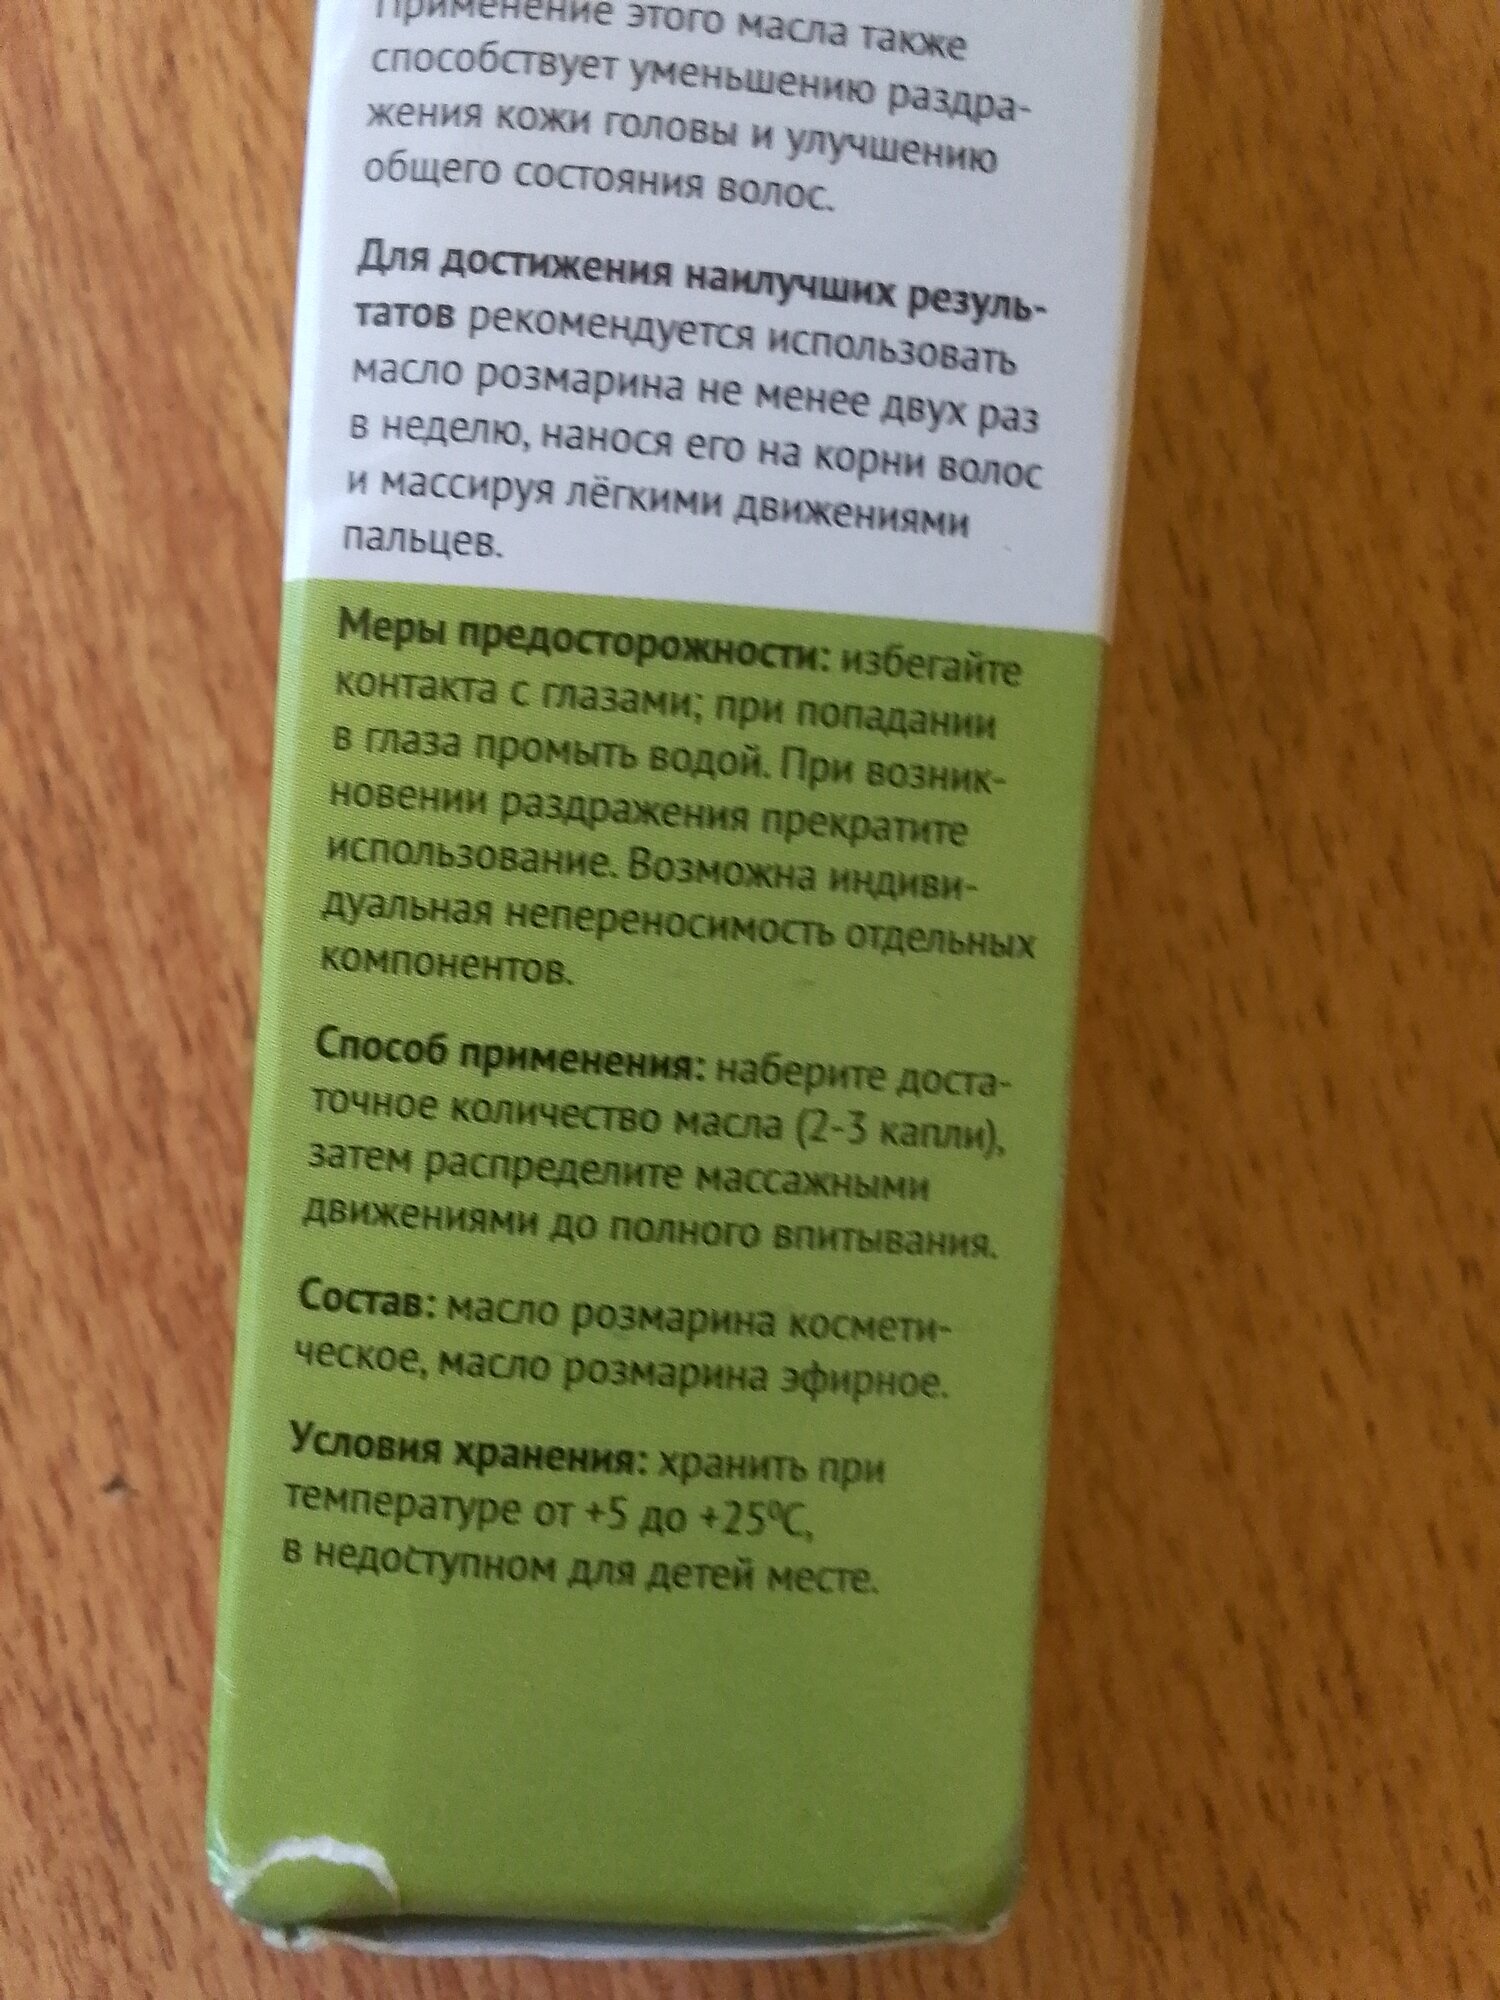 Применение этого масла также
способствует уменьшению раздра-
жения кожи головы и улучшению
общего состояния волос.
Для достижения наилучших резуль-
татов рекомендуется использовать
масло розмарина не менее двух раз
в неделю, нанося его на корни волос
и массируя лёгкими движениями
пальцев.
Меры предосторожности: избегайте
контакта с глазами; при попадании
в глаза промыть водой. При возник-
новении раздражения прекратите
использование. Возможна индиви-
дуальная непереносимость отдельных
компонентов.
Способ применения: наберите доста-
точное количество масла (2-3 капли),
затем распределите массажными
движениями до полного впитывания.
Состав: масло розмарина космети-
ческое, масло розмарина эфирное.
Условия хранения: хранить при
температуре от +5 до +25⁰С,
в недоступном для детей месте.